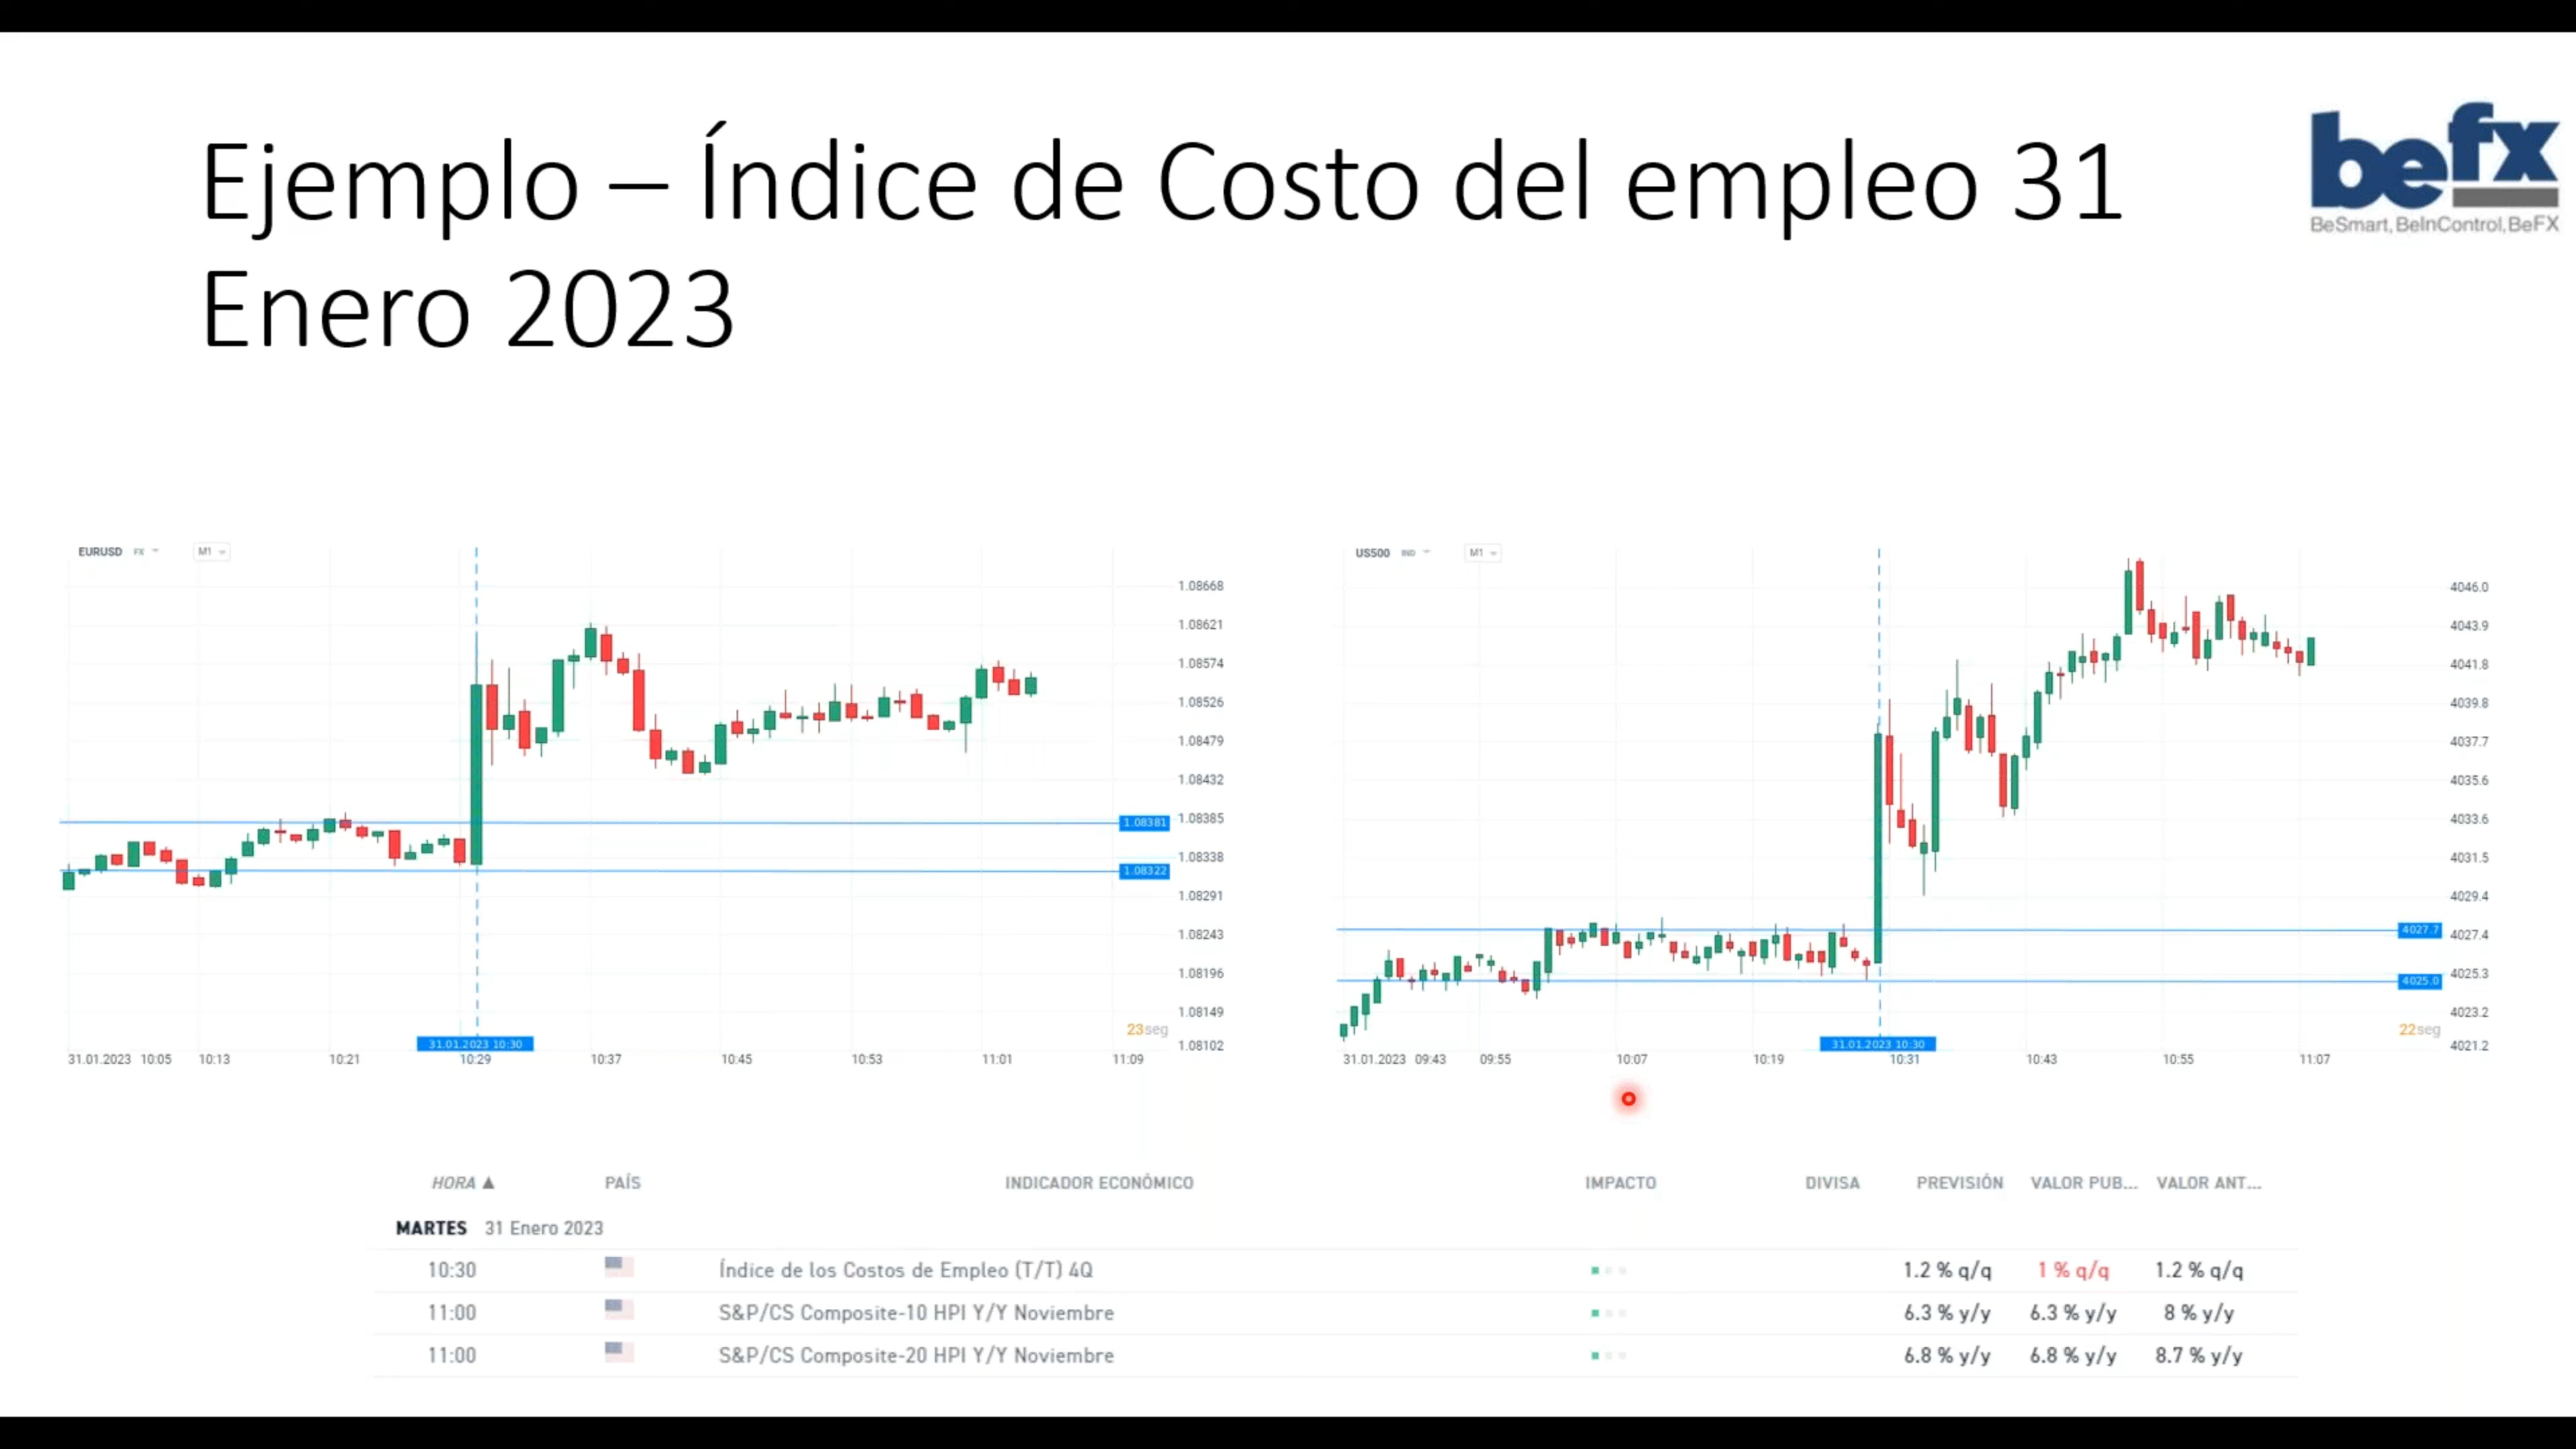 Ejemplo – Índice de Costo del empleo 31
Enero 2023
befx
BeSmart, BeInControl, BeFX
EURUSD FX M1
1.08668
1.08621
1.08574
1.08526
1.08479
1.08432
1.08385
1.08381
1.08338
1.08322
1.08291
1.08243
1.08196
1.08149
1.08102
23seg
31.01.2023 10:30
31.01.2023 10:05 10:13 10:21 10:29 10:37 10:45 10:53 11:01 11:09
US500 IND M1
4046.0
4043.9
4041.8
4039.8
4037.7
4035.6
4033.6
4031.5
4029.4
4027.7
4027.4
4025.3
4025.0
4023.2
4021.2
22seg
31.01.2023 10:30
31.01.2023 09:43 09:55 10:07 10:19 10:31 10:43 10:55 11:07
HORA ▲ PAÍS INDICADOR ECONÓMICO IMPACTO DIVISA PREVISIÓN VALOR PUB... VALOR ANT...
MARTES 31 Enero 2023
10:30 Índice de los Costos de Empleo (T/T) 4Q 1.2 % q/q 1 % q/q 1.2 % q/q
11:00 S&P/CS Composite-10 HPI Y/Y Noviembre 6.3 % y/y 6.3 % y/y 8 % y/y
11:00 S&P/CS Composite-20 HPI Y/Y Noviembre 6.8 % y/y 6.8 % y/y 8.7 % y/y